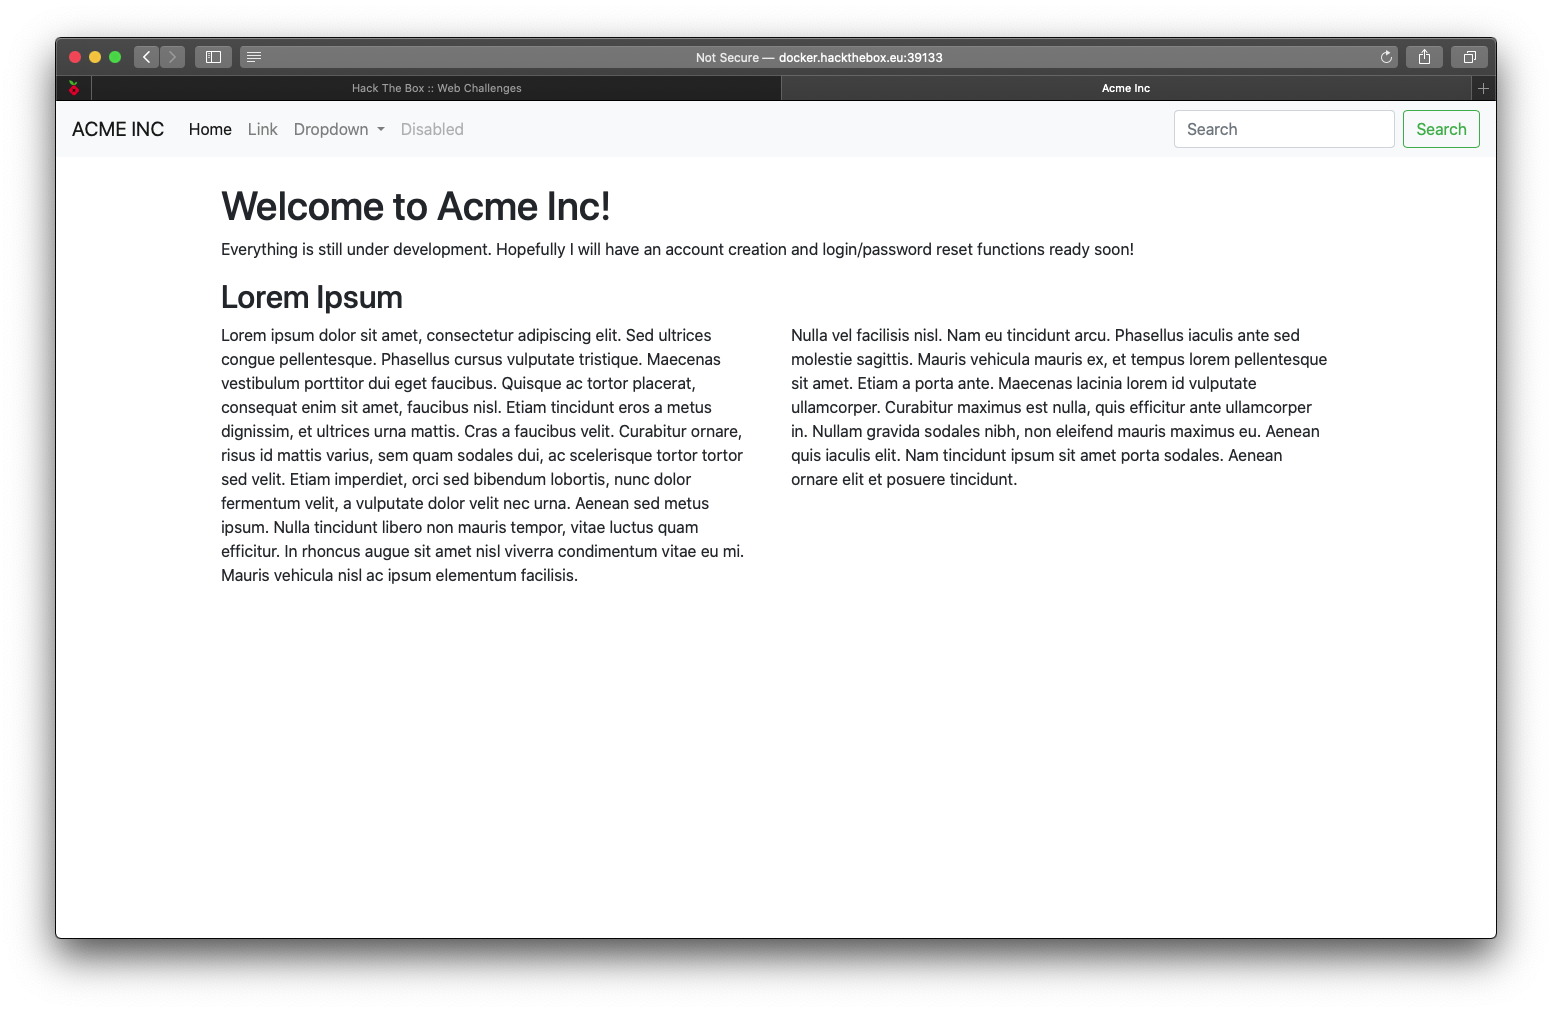 Not Secure — docker.hackthebox.eu:39133
Hack The Box :: Web Challenges
Acme Inc
ACME INC Home Link Dropdown Disabled Search Search
Welcome to Acme Inc!
Everything is still under development. Hopefully I will have an account creation and login/password reset functions ready soon!
Lorem Ipsum
Lorem ipsum dolor sit amet, consectetur adipiscing elit. Sed ultrices
congue pellentesque. Phasellus cursus vulputate tristique. Maecenas
vestibulum porttitor dui eget faucibus. Quisque ac tortor placerat,
consequat enim sit amet, faucibus nisl. Etiam tincidunt eros a metus
dignissim, et ultrices urna mattis. Cras a faucibus velit. Curabitur ornare,
risus id mattis varius, sem quam sodales dui, ac scelerisque tortor tortor
sed velit. Etiam imperdiet, orci sed bibendum lobortis, nunc dolor
fermentum velit, a vulputate dolor velit nec urna. Aenean sed metus
ipsum. Nulla tincidunt libero non mauris tempor, vitae luctus quam
efficitur. In rhoncus augue sit amet nisl viverra condimentum vitae eu mi.
Mauris vehicula nisl ac ipsum elementum facilisis.
Nulla vel facilisis nisl. Nam eu tincidunt arcu. Phasellus iaculis ante sed
molestie sagittis. Mauris vehicula mauris ex, et tempus lorem pellentesque
sit amet. Etiam a porta ante. Maecenas lacinia lorem id vulputate
ullamcorper. Curabitur maximus est nulla, quis efficitur ante ullamcorper
in. Nullam gravida sodales nibh, non eleifend mauris maximus eu. Aenean
quis iaculis elit. Nam tincidunt ipsum sit amet porta sodales. Aenean
ornare elit et posuere tincidunt.